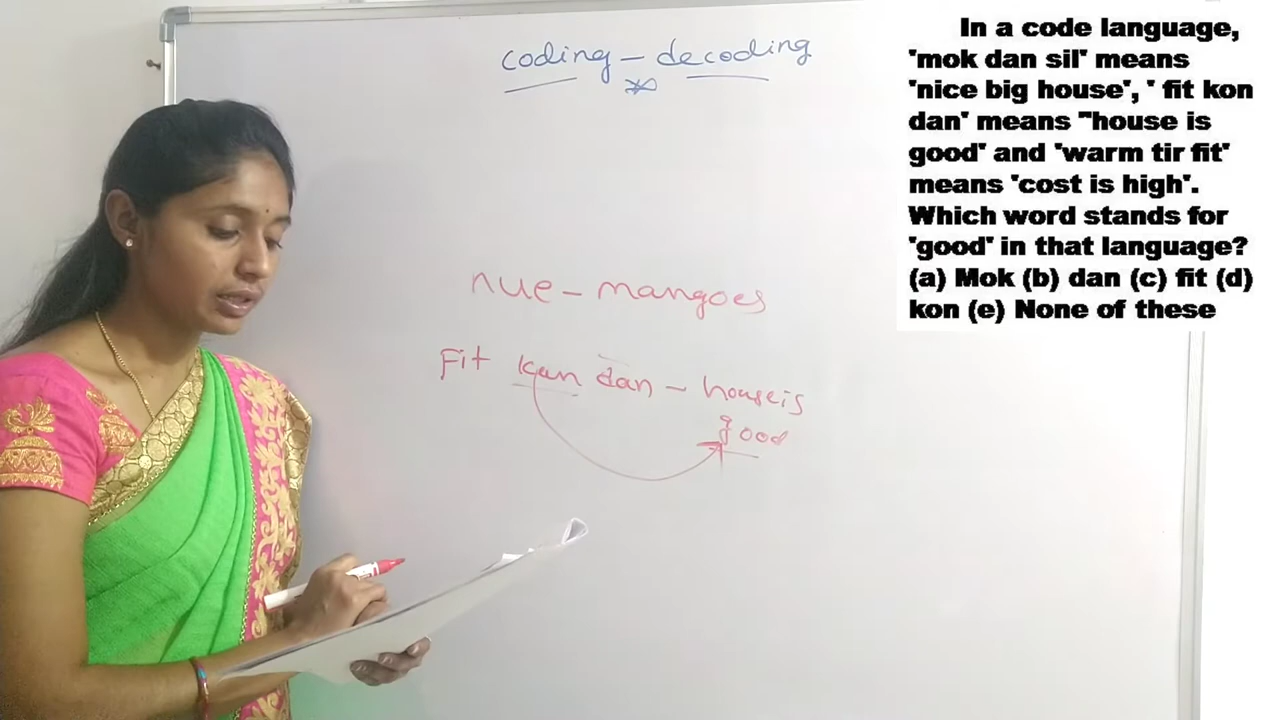 coding - decoding
nue - mangoes
Fit kan dan - house is
good
In a code language,
'mok dan sil' means
'nice big house', ' fit kon
dan' means "house is
good' and 'warm tir fit'
means 'cost is high'.
Which word stands for
'good' in that language?
(a) Mok (b) dan (c) fit (d)
kon (e) None of these